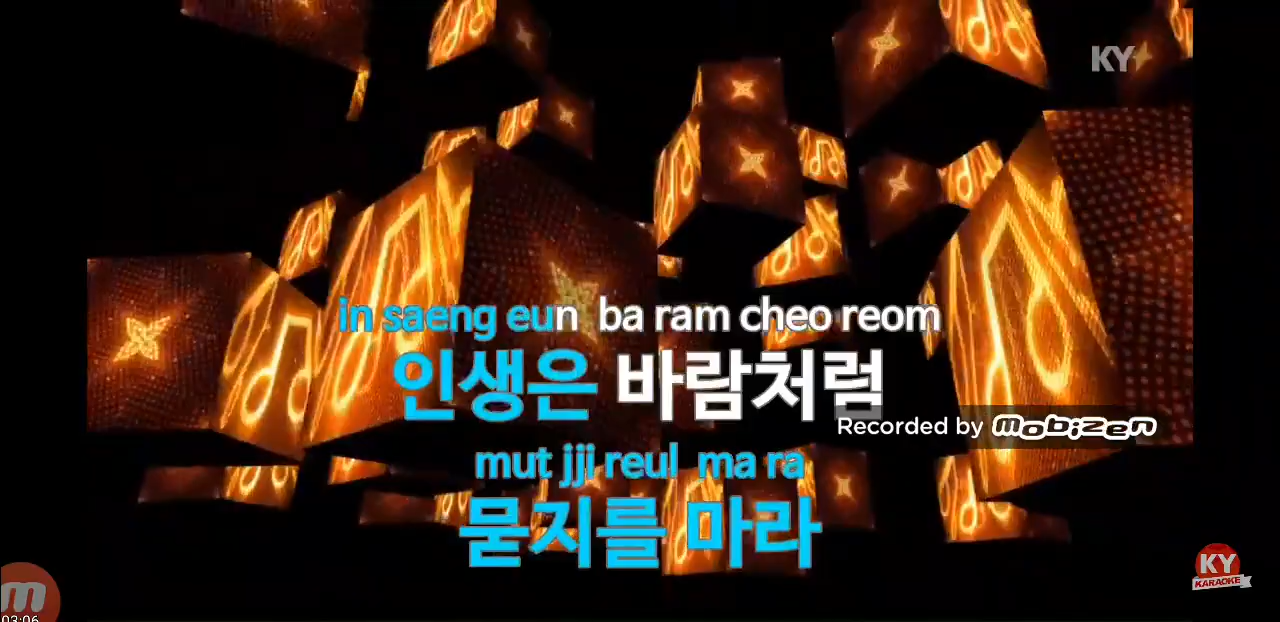 KY
in saeng eun ba ram cheo reom
인생은 바람처럼
Recorded by mobizen
mut jji reul ma ra
묻지를 마라
KY
KARAOKE
m
03:06